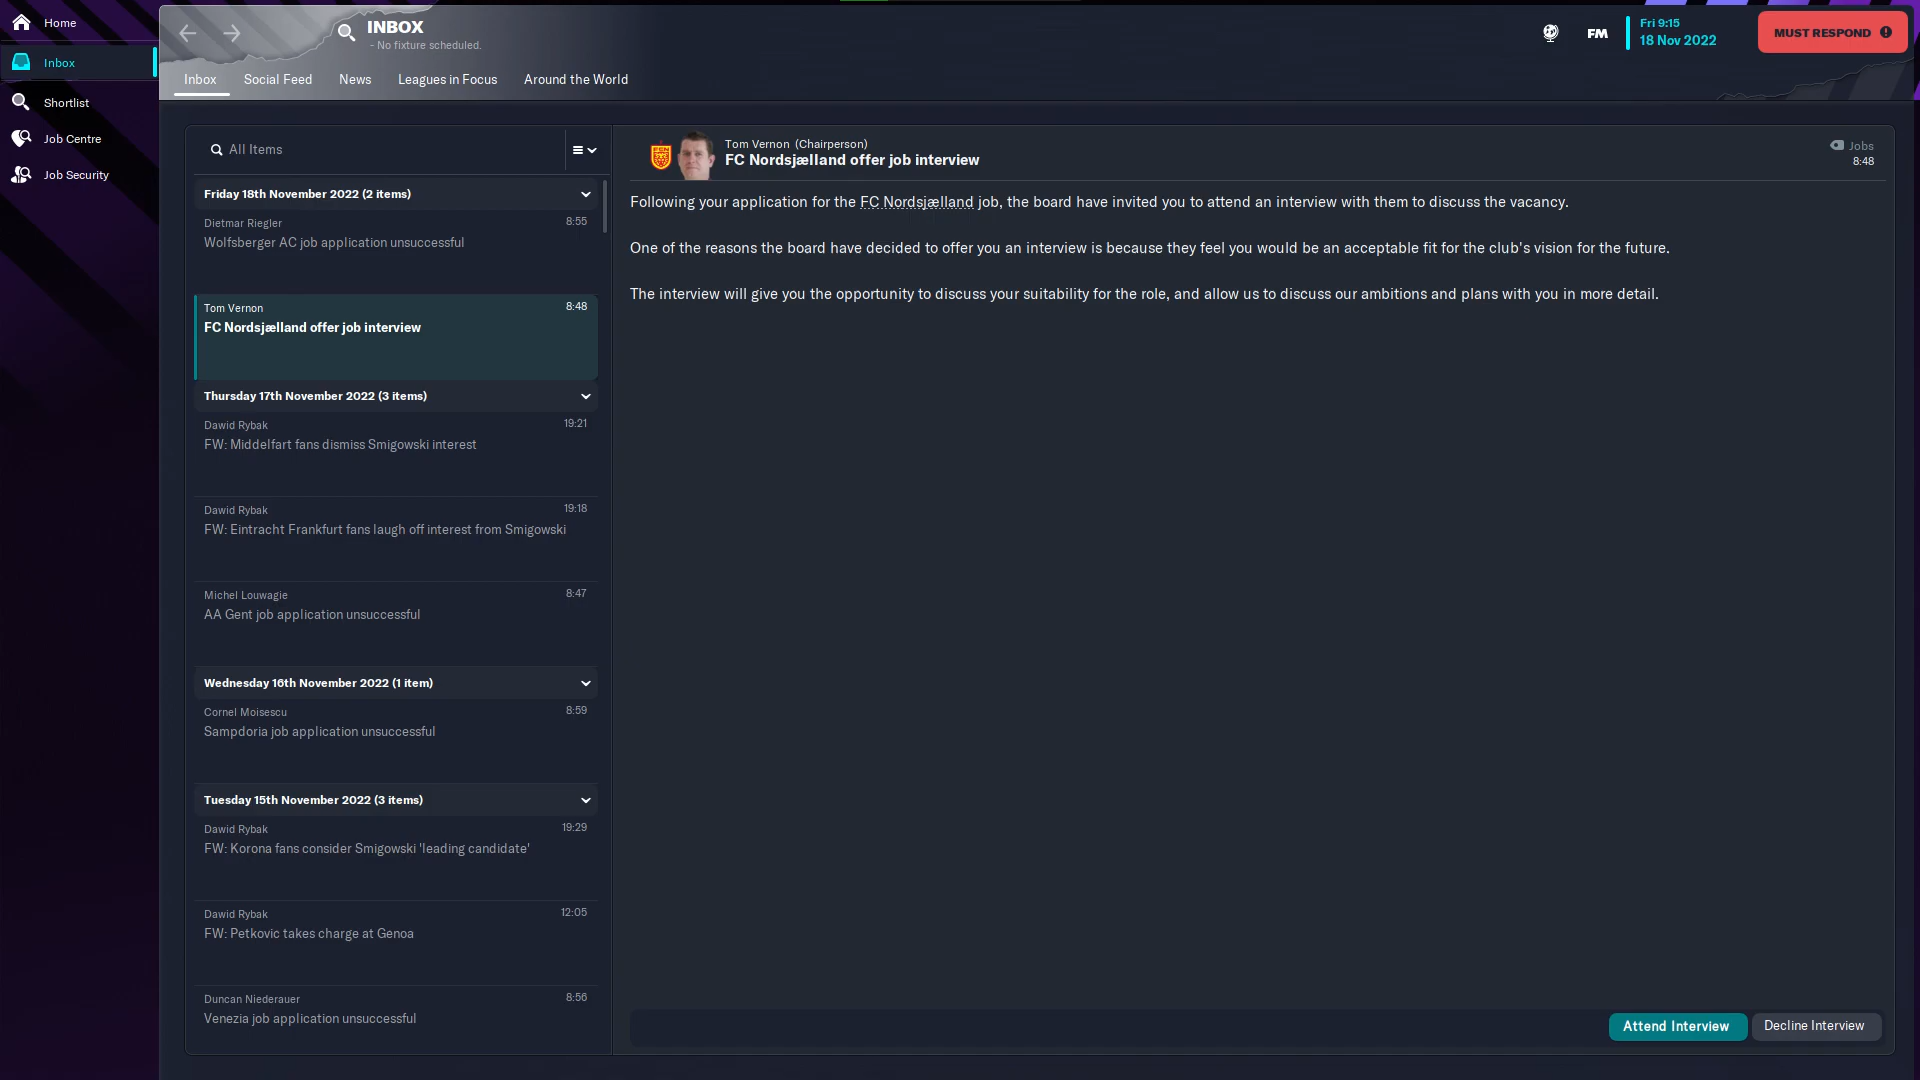 Home
Inbox
Shortlist
Job Centre
Job Security
INBOX
- No fixture scheduled.
Inbox
Social Feed
News
Leagues in Focus
Around the World
FM
Fri 9:15
18 Nov 2022
MUST RESPOND
All Items
Friday 18th November 2022 (2 items)
Dietmar Riegler 8:55
Wolfsberger AC job application unsuccessful
Tom Vernon 8:48
FC Nordsjælland offer job interview
Thursday 17th November 2022 (3 items)
Dawid Rybak 19:21
FW: Middelfart fans dismiss Smigowski interest
Dawid Rybak 19:18
FW: Eintracht Frankfurt fans laugh off interest from Smigowski
Michel Louwagie 8:47
AA Gent job application unsuccessful
Wednesday 16th November 2022 (1 item)
Cornel Moisescu 8:59
Sampdoria job application unsuccessful
Tuesday 15th November 2022 (3 items)
Dawid Rybak 19:29
FW: Korona fans consider Smigowski 'leading candidate'
Dawid Rybak 12:05
FW: Petkovic takes charge at Genoa
Duncan Niederauer 8:56
Venezia job application unsuccessful
FCN
Tom Vernon (Chairperson)
FC Nordsjælland offer job interview
Jobs
8:48
Following your application for the FC Nordsjælland job, the board have invited you to attend an interview with them to discuss the vacancy.
One of the reasons the board have decided to offer you an interview is because they feel you would be an acceptable fit for the club's vision for the future.
The interview will give you the opportunity to discuss your suitability for the role, and allow us to discuss our ambitions and plans with you in more detail.
Attend Interview
Decline Interview